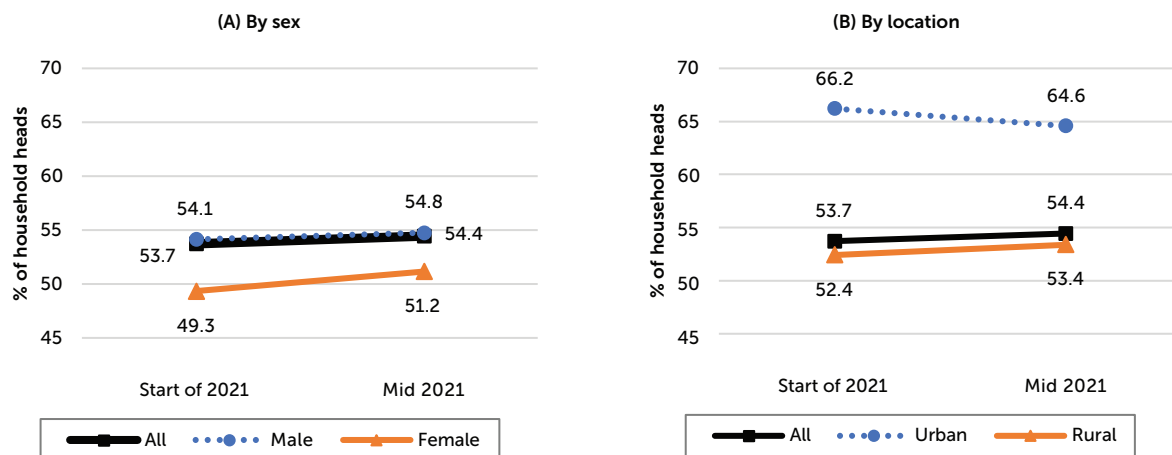 (A) By sex
% of household heads
70
65
60
55
50
45
54.1
54.8
53.7
54.4
49.3
51.2
Start of 2021
Mid 2021
All
Male
Female
(B) By location
% of household heads
70
65
60
55
50
45
66.2
64.6
53.7
54.4
52.4
53.4
Start of 2021
Mid 2021
All
Urban
Rural